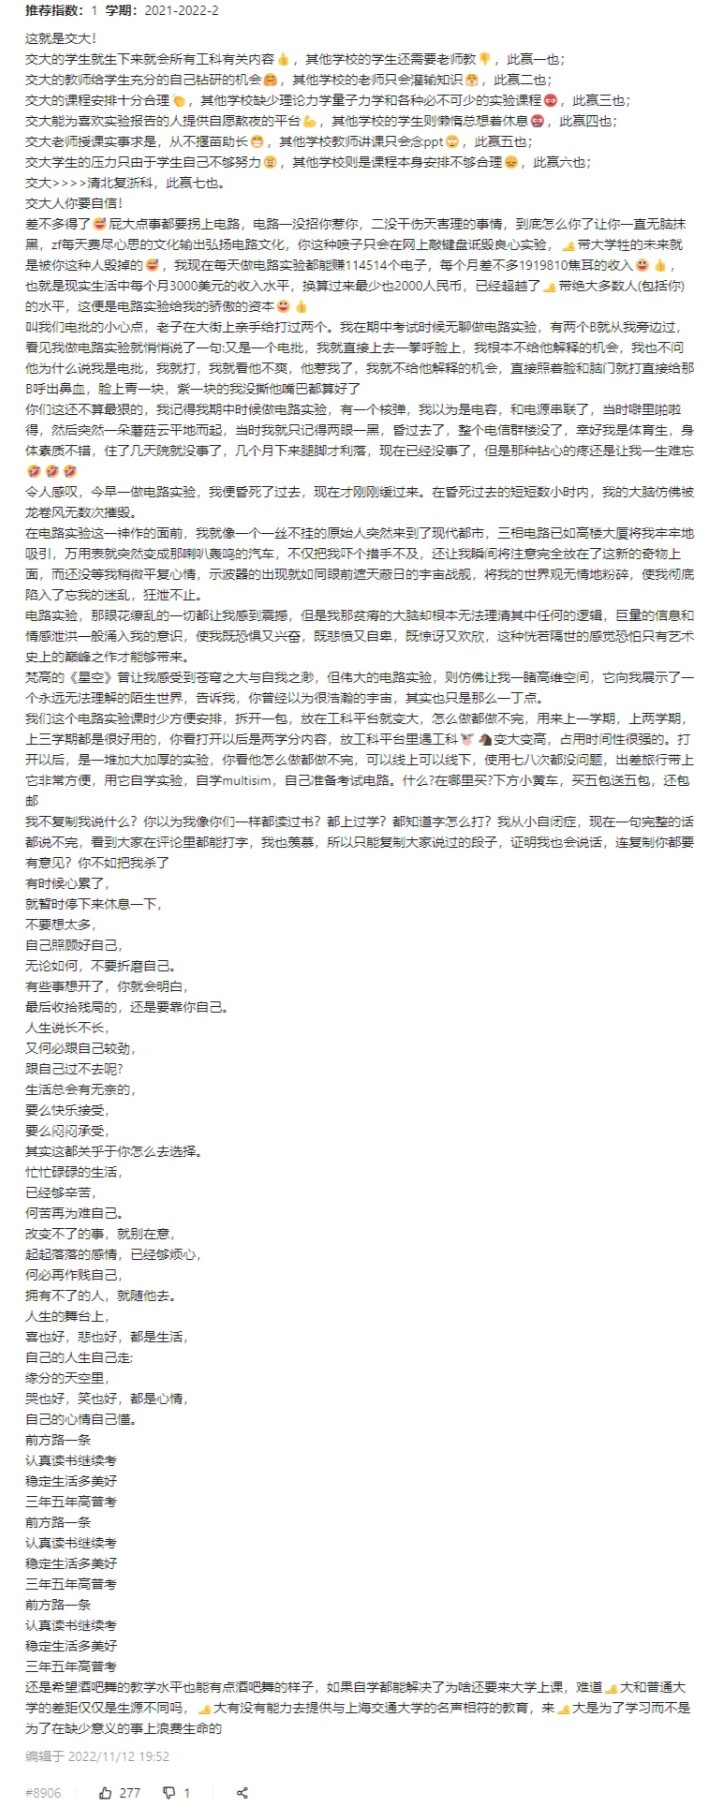 推荐指数：1 学期：2021-2022-2
这就是交大！
交大的学生就生下来就会所有工科有关内容👍，其他学校的学生还需要老师教👎，此赢一也；
交大的教师给学生充分的自己钻研的机会🤗，其他学校的老师只会灌输知识😤，此赢二也；
交大的课程安排十分合理👏，其他学校缺少理论力学量子力学和各种必不可少的实验课程😡，此赢三也；
交大能为喜欢实验报告的人提供自愿熬夜的平台💪，其他学校的学生则懒惰总想着休息👿，此赢四也；
交大老师授课实事求是，从不揠苗助长😁，其他学校教师讲课只会念ppt🙄，此赢五也；
交大学生的压力只由于学生自己不够努力😟，其他学校则是课程本身安排不够合理😞，此赢六也；
交大>>>>清北复浙科，此赢七也。
交大人你要自信！
差不多得了😅屁大点事都要拐上电路，电路一没招你惹你，二没干伤天害理的事情，到底怎么你了让你一直无脑抹
黑，zf每天费尽心思的文化输出弘扬电路文化，你这种喷子只会在网上敲键盘诋毁良心实验，🫴带大学牲的未来就
是被你这种人毁掉的😅，我现在每天做电路实验都能赚114514个电子，每个月差不多1919810焦耳的收入😃👍，
也就是现实生活中每个月3000美元的收入水平，换算过来最少也2000人民币，已经超越了🫴带绝大多数人(包括你)
的水平，这便是电路实验给我的骄傲的资本😃👍
叫我们电批的小心点，老子在大街上亲手给打过两个。我在期中考试时候无聊做电路实验，有两个B就从我旁边过，
看见我做电路实验就悄悄说了一句:又是一个电批，我就直接上去一拳呼脸上，我根本不给他解释的机会，我也不问
他为什么说我是电批，我就打，我就看他不爽，他惹我了，我就不给他解释的机会，直接照着脸和脑门就打直接给那
B呼出鼻血，脸上青一块，紫一块的我没撕他嘴巴都算好了
你们这还不算最狠的，我记得我期中时候做电路实验，有一个核弹，我以为是电容，和电源串联了，当时噼里啪啦
得，然后突然一朵蘑菇云平地而起，当时我就只记得两眼一黑，昏过去了，整个电信群楼没了，幸好我是体育生，身
体素质不错，住了几天院就没事了，几个月下来腿脚才利落，现在已经没事了，但是那种钻心的疼还是让我一生难忘
🤣🤣🤣
令人感叹，今早一做电路实验，我便昏死了过去，现在才刚刚缓过来。在昏死过去的短短数小时内，我的大脑仿佛被
龙卷风无数次摧毁。
在电路实验这一神作的面前，我就像一个一丝不挂的原始人突然来到了现代都市，三相电路已如高楼大厦将我牢牢地
吸引，万用表就突然变成那喇叭轰鸣的汽车，不仅把我吓个措手不及，还让我瞬间将注意完全放在了这新的奇物上
面，而还没等我稍微平复心情，示波器的出现就如同眼前遮天蔽日的宇宙战舰，将我的世界观无情地粉碎，使我彻底
陷入了忘我的迷乱，狂泄不止。
电路实验，那眼花缭乱的一切都让我感到震撼，但是我那贫瘠的大脑却根本无法理清其中任何的逻辑，巨量的信息和
情感泄洪一般涌入我的意识，使我既恐惧又兴奋，既悲愤又自卑，既惊讶又欢欣，这种恍若隔世的感觉恐怕只有艺术
史上的巅峰之作才能够带来。
梵高的《星空》曾让我感受到苍穹之大与自我之渺，但伟大的电路实验，则仿佛让我一睹高维空间，它向我展示了一
个永远无法理解的陌生世界，告诉我，你曾经以为很浩瀚的宇宙，其实也只是那么一丁点。
我们这个电路实验课时少方便安排，拆开一包，放在工科平台就变大，怎么做都做不完，用来上一学期，上两学期，
上三学期都是很好用的，你看打开以后是两学分内容，放工科平台里遇工科🐮🐴变大变高，占用时间性很强的。打
开以后，是一堆加大加厚的实验，你看他怎么做都做不完，可以线上可以线下，使用七八次都没问题，出差旅行带上
它非常方便，用它自学实验，自学multisim，自己准备考试电路。什么?在哪里买?下方小黄车，买五包送五包，还包
邮
我不复制我说什么？你以为我像你们一样都读过书？都上过学？都知道字怎么打？我从小自闭症，现在一句完整的话
都说不完，看到大家在评论里都能打字，我也羡慕，所以只能复制大家说过的段子，证明我也会说话，连复制你都要
有意见？你不如把我杀了
有时候心累了，
就暂时停下来休息一下，
不要想太多，
自己照顾好自己，
无论如何，不要折磨自己。
有些事想开了，你就会明白，
最后收拾残局的，还是要靠你自己。
人生说长不长，
又何必跟自己较劲，
跟自己过不去呢?
生活总会有无奈的，
要么快乐接受，
要么闷闷承受，
其实这都关乎于你怎么去选择。
忙忙碌碌的生活，
已经够辛苦，
何苦再为难自己。
改变不了的事，就别在意，
起起落落的感情，已经够烦心，
何必再作贱自己，
拥有不了的人，就随他去。
人生的舞台上，
喜也好，悲也好，都是生活，
自己的人生自己走;
缘分的天空里，
哭也好，笑也好，都是心情，
自己的心情自己懂。
前方路一条
认真读书继续考
稳定生活多美好
三年五年高普考
前方路一条
认真读书继续考
稳定生活多美好
三年五年高普考
前方路一条
认真读书继续考
稳定生活多美好
三年五年高普考
还是希望酒吧舞的教学水平也能有点酒吧舞的样子，如果自学都能解决了为啥还要来大学上课，难道🫴大和普通大
学的差距仅仅是生源不同吗，🫴大有没有能力去提供与上海交通大学的名声相符的教育，来🫴大是为了学习而不是
为了在缺少意义的事上浪费生命的
编辑于 2022/11/12 19:52
#8906 277 1